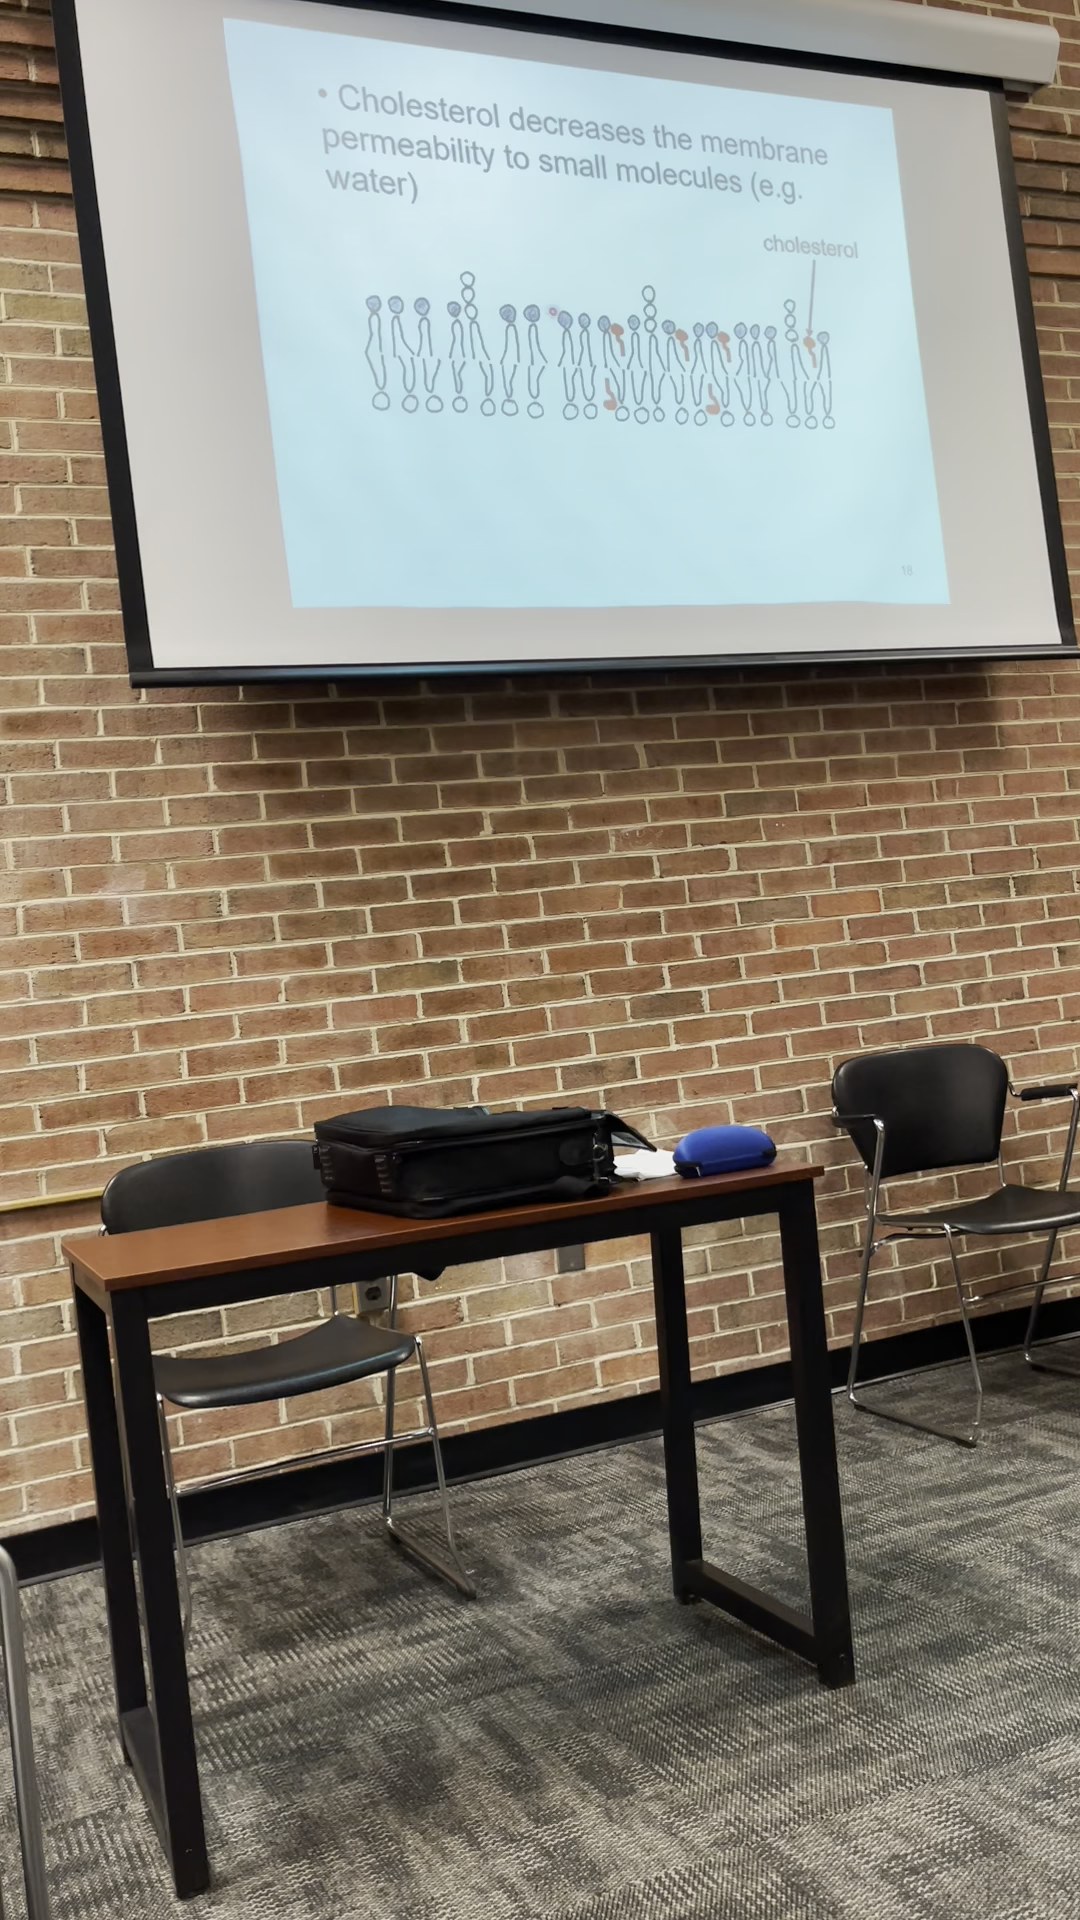 • Cholesterol decreases the membrane
permeability to small molecules (e.g.
water)
cholesterol
18